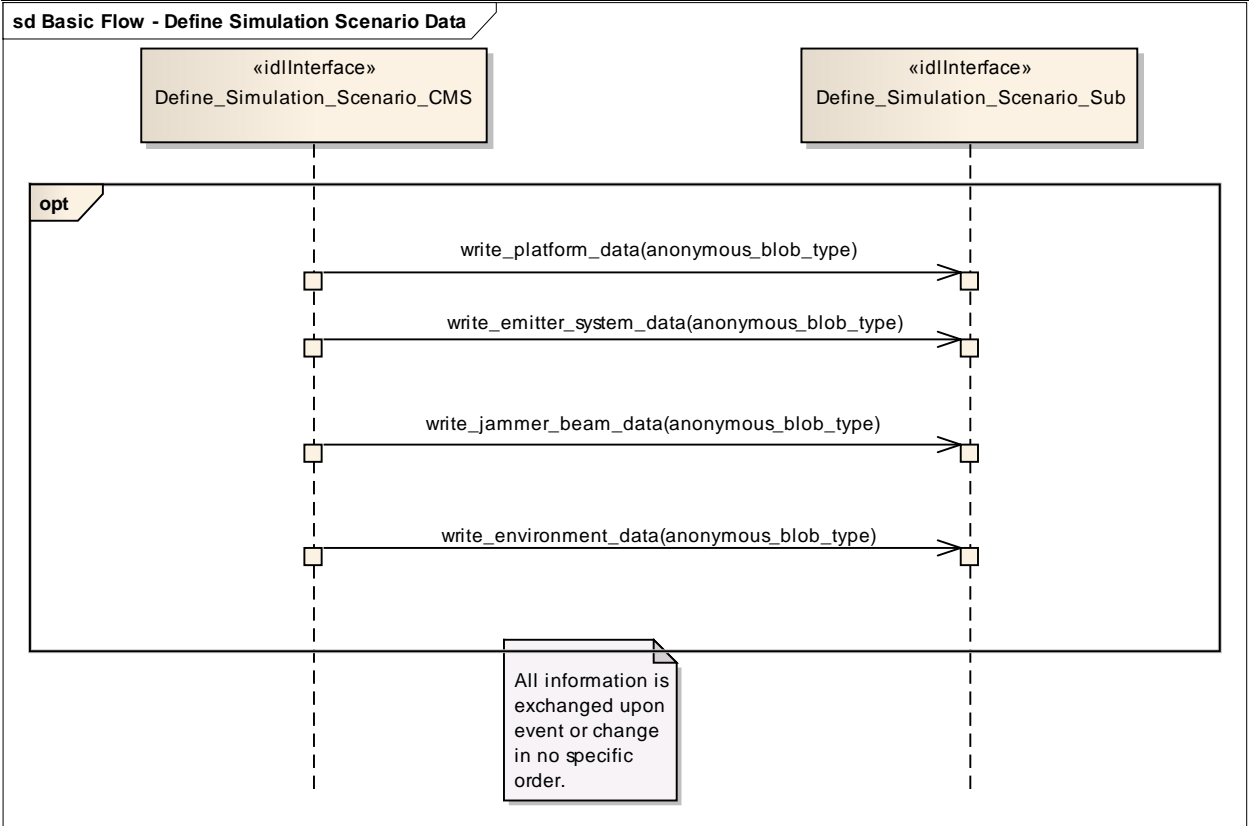 sd Basic Flow - Define Simulation Scenario Data
«idlInterface»
Define_Simulation_Scenario_CMS
«idlInterface»
Define_Simulation_Scenario_Sub
opt
write_platform_data(anonymous_blob_type)
write_emitter_system_data(anonymous_blob_type)
write_jammer_beam_data(anonymous_blob_type)
write_environment_data(anonymous_blob_type)
All information is
exchanged upon
event or change
in no specific
order.